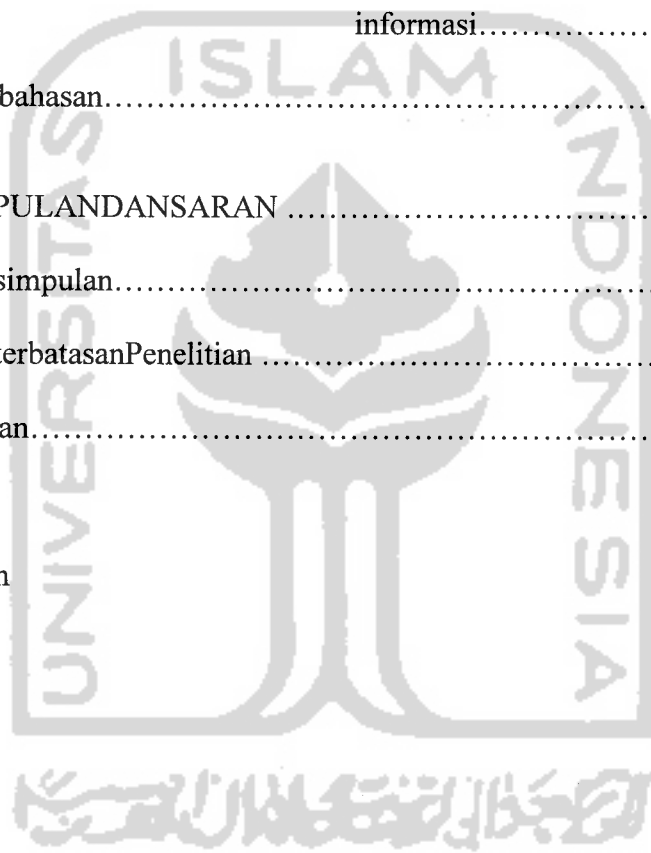 informasi.................
ISLAM
bahasan.......................................................
PULANDANSARAN .....................................
simpulan.....................................................
terbatasanPenelitian .......................................
an..............................................................
UNIVERSITAS
INDONESIA